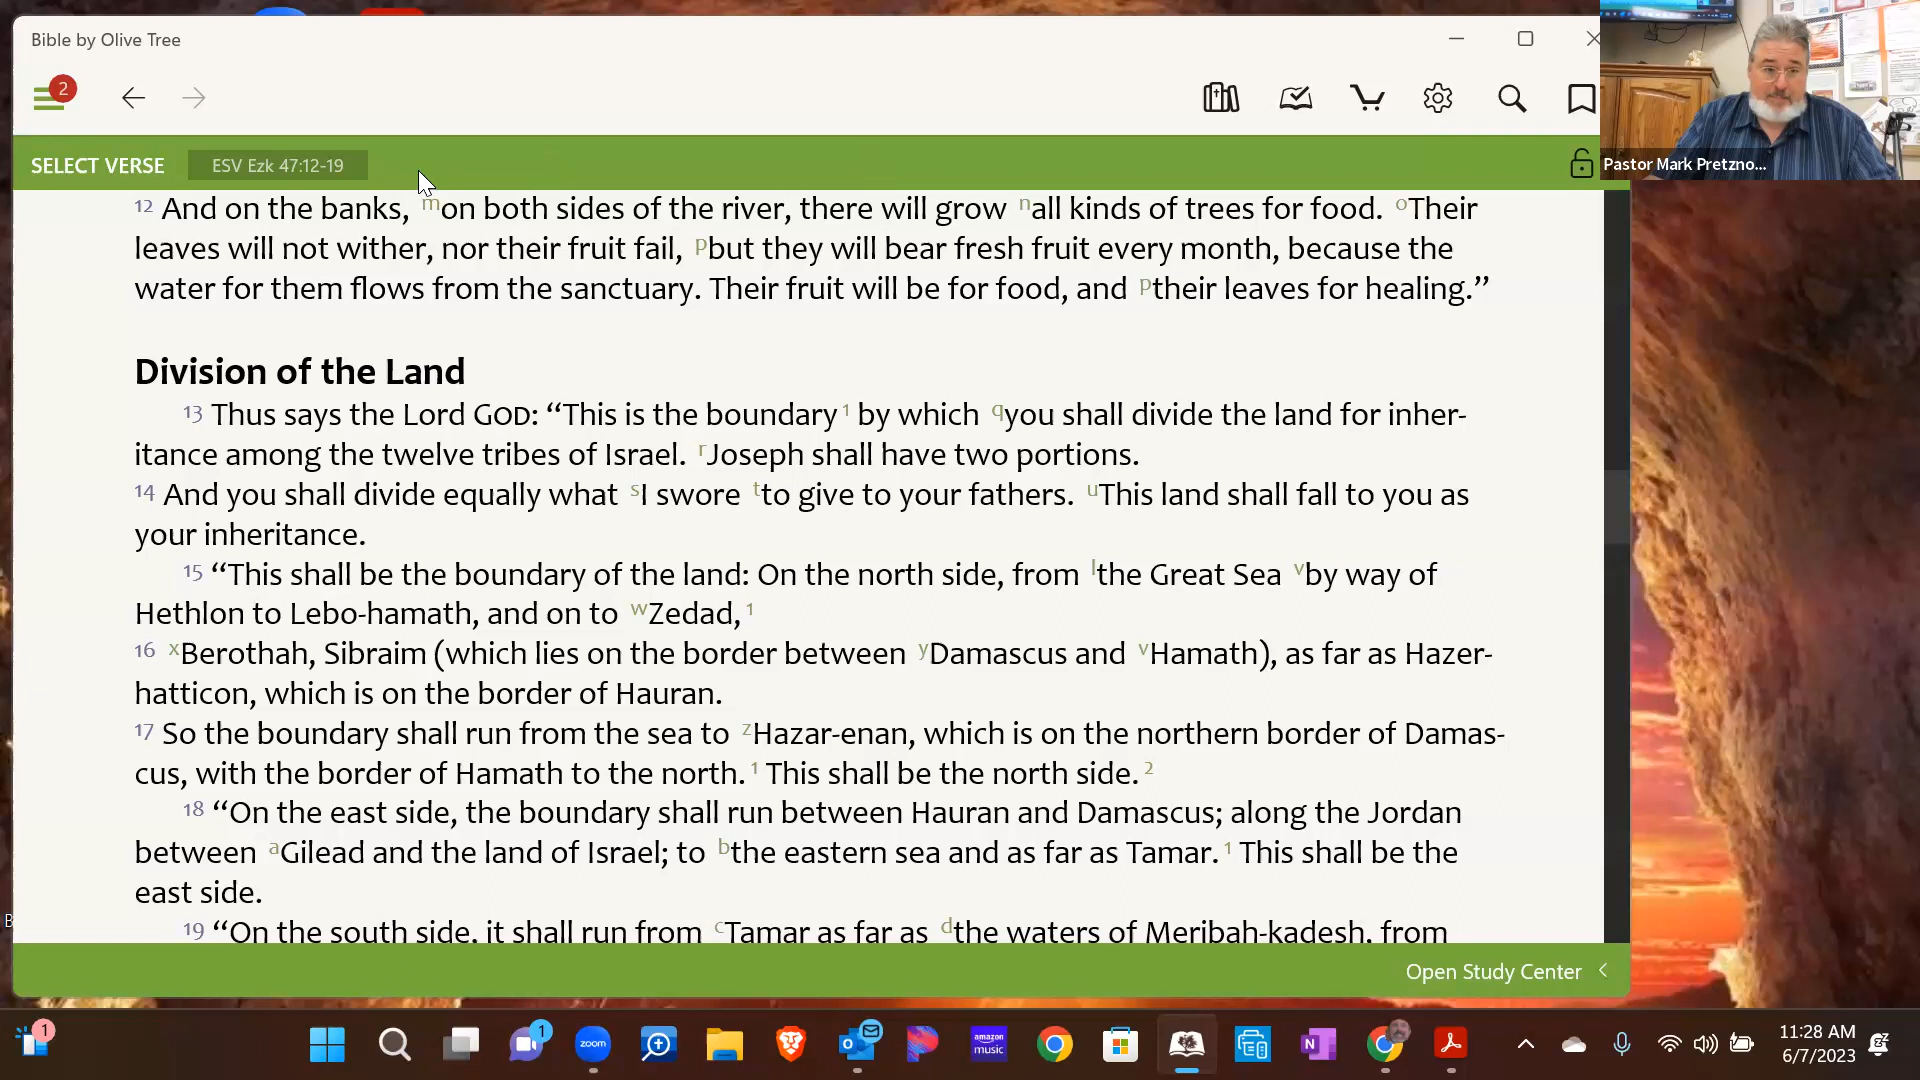 Bible by Olive Tree
2
SELECT VERSE
ESV Ezk 47:12-19
Pastor Mark Pretzno...
12 And on the banks, m on both sides of the river, there will grow n all kinds of trees for food. o Their
leaves will not wither, nor their fruit fail, p but they will bear fresh fruit every month, because the
water for them flows from the sanctuary. Their fruit will be for food, and p their leaves for healing.”
Division of the Land
13 Thus says the Lord GOD: “This is the boundary 1 by which q you shall divide the land for inher-
itance among the twelve tribes of Israel. r Joseph shall have two portions.
14 And you shall divide equally what s I swore t to give to your fathers. u This land shall fall to you as
your inheritance.
15 “This shall be the boundary of the land: On the north side, from l the Great Sea v by way of
Hethlon to Lebo-hamath, and on to w Zedad, 1
16 x Berothah, Sibraim (which lies on the border between y Damascus and v Hamath), as far as Hazer-
hatticon, which is on the border of Hauran.
17 So the boundary shall run from the sea to z Hazar-enan, which is on the northern border of Damas-
cus, with the border of Hamath to the north. 1 This shall be the north side. 2
18 “On the east side, the boundary shall run between Hauran and Damascus; along the Jordan
between a Gilead and the land of Israel; to b the eastern sea and as far as Tamar. 1 This shall be the
east side.
19 “On the south side, it shall run from c Tamar as far as d the waters of Meribah-kadesh, from
Open Study Center
1
1
zoom
amazon
music
11:28 AM
6/7/2023